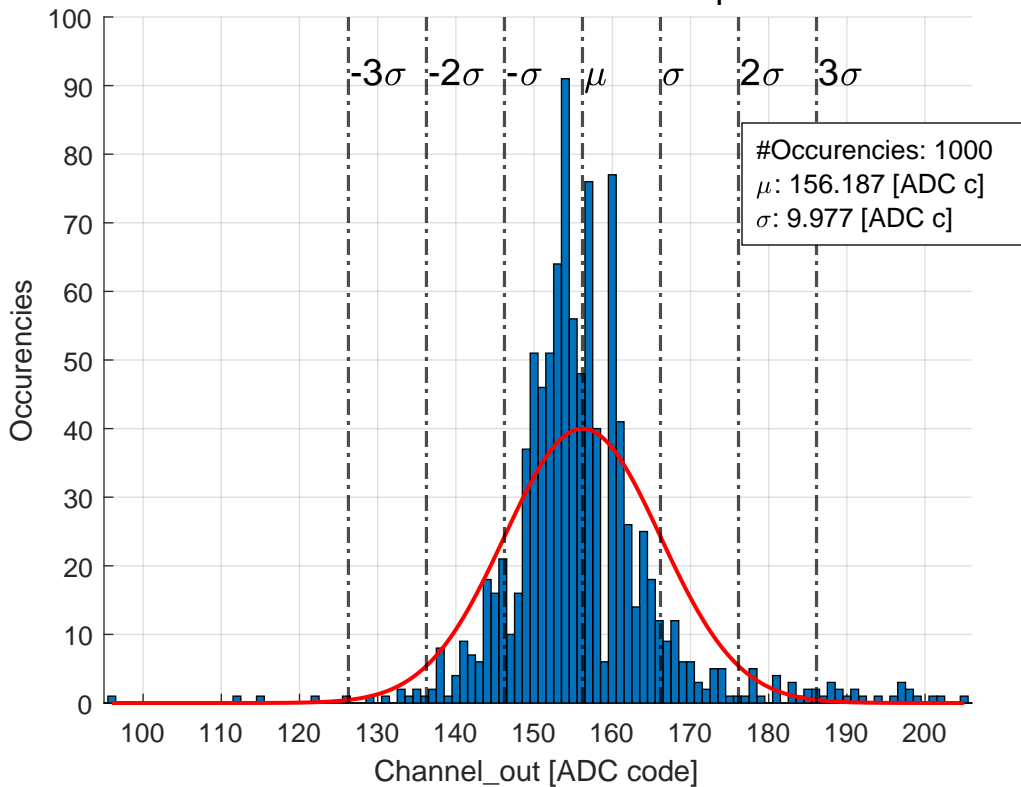 100
90
80
70
60
50
40
30
20
10
0
Occurencies
-3σ -2σ -σ μ σ 2σ 3σ
#Occurencies: 1000
μ: 156.187 [ADC c]
σ: 9.977 [ADC c]
100 110 120 130 140 150 160 170 180 190 200
Channel_out [ADC code]